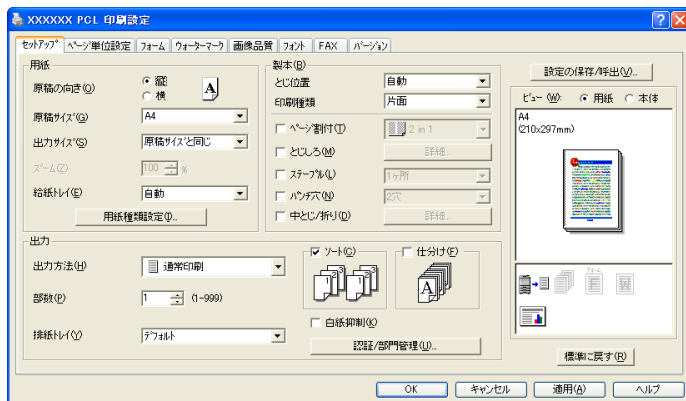 XXXXXX PCL 印刷設定
セットアップ ページ単位設定 フォーム ウォーターマーク 画像品質 フォント FAX バージョン
用紙
原稿の向き(O)
縦
横
A
原稿サイズ(G) A4
出力サイズ(S) 原稿サイズと同じ
ズーム(Z) 100 %
給紙トレイ(E) 自動
用紙種類設定(I)...
製本(B)
とじ位置 自動
印刷種類 片面
ページ割付(T) 2 in 1
とじしろ(M) 詳細...
ステープル(L) 1ヶ所
パンチ穴(N) 2穴
中とじ/折り(D) 詳細...
設定の保存/呼出(V)...
ビュー(W): 用紙 本体
A4
(210x297mm)
フォーム
標準に戻す(R)
出力
出力方法(H) 通常印刷
部数(P) 1 (1-999)
排紙トレイ(Y) デフォルト
ソート(C)
1 2 3 1 2 3
仕分け(F)
A
白紙抑制(K)
認証/部門管理(U)...
OK キャンセル 適用(A) ヘルプ